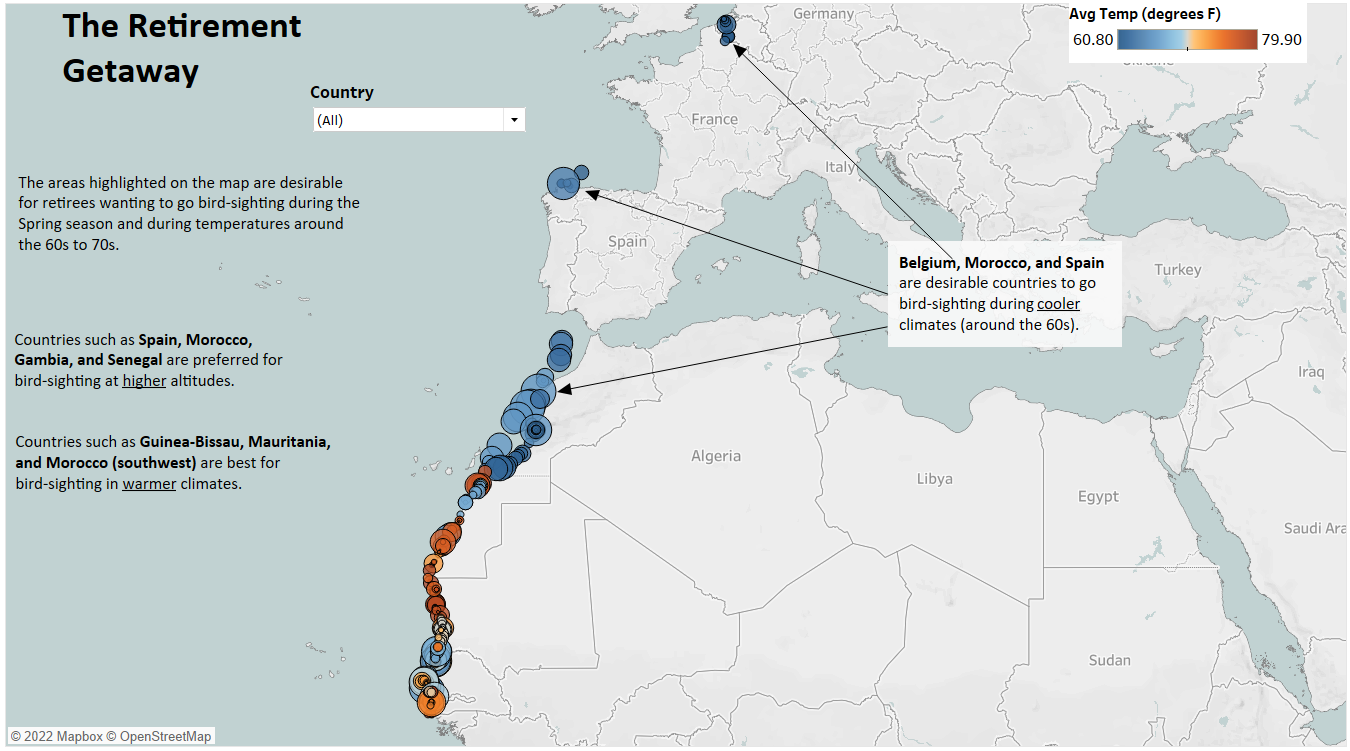 The Retirement
Getaway
Country
(All)
The areas highlighted on the map are desirable
for retirees wanting to go bird-sighting during the
Spring season and during temperatures around
the 60s to 70s.
Countries such as Spain, Morocco,
Gambia, and Senegal are preferred for
bird-sighting at higher altitudes.
Countries such as Guinea-Bissau, Mauritania,
and Morocco (southwest) are best for
bird-sighting in warmer climates.
Avg Temp (degrees F)
60.80
79.90
Belgium, Morocco, and Spain
are desirable countries to go
bird-sighting during cooler
climates (around the 60s).
Germany
France
Italy
Spain
Turkey
Iraq
Algeria
Libya
Egypt
Saudi Ara
Sudan
© 2022 Mapbox © OpenStreetMap